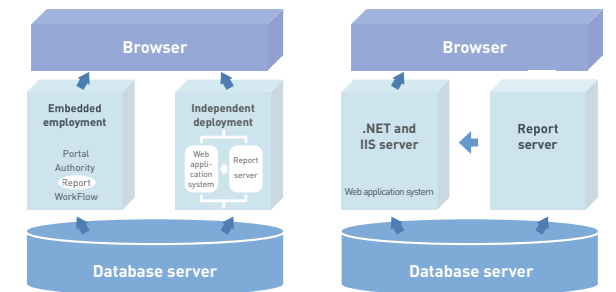 Browser
Embedded
employment
Portal
Authority
Report
WorkFlow
Independent
deployment
Web
appli-
cation
system
Report
server
Database server
Browser
.NET and
IIS server
Web application system
Report
server
Database server